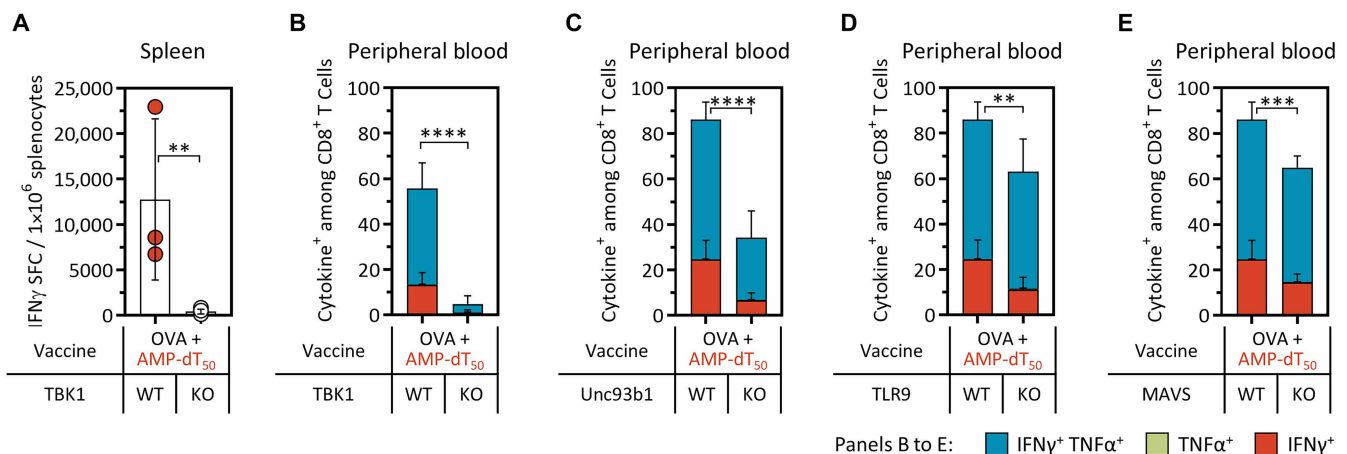 A
Spleen
IFNγ SFC / 1×10⁶ splenocytes
25,000
20,000
15,000
10,000
5000
0
**
Vaccine
OVA +
AMP-dT₅₀
TBK1
WT
KO
B
Peripheral blood
Cytokine⁺ among CD8⁺ T Cells
100
80
60
40
20
0
****
Vaccine
OVA +
AMP-dT₅₀
TBK1
WT
KO
C
Peripheral blood
Cytokine⁺ among CD8⁺ T Cells
100
80
60
40
20
0
****
Vaccine
OVA +
AMP-dT₅₀
Unc93b1
WT
KO
D
Peripheral blood
Cytokine⁺ among CD8⁺ T Cells
100
80
60
40
20
0
**
Vaccine
OVA +
AMP-dT₅₀
TLR9
WT
KO
E
Peripheral blood
Cytokine⁺ among CD8⁺ T Cells
100
80
60
40
20
0
***
Vaccine
OVA +
AMP-dT₅₀
MAVS
WT
KO
Panels B to E: IFNγ⁺ TNFα⁺ TNFα⁺ IFNγ⁺